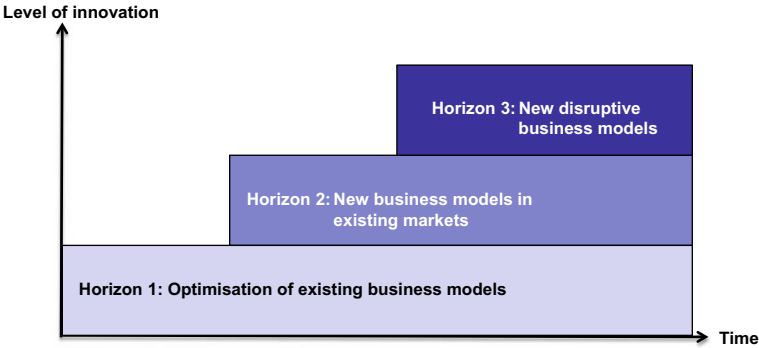 Level of innovation
Horizon 3: New disruptive
business models
Horizon 2: New business models in
existing markets
Horizon 1: Optimisation of existing business models
Time